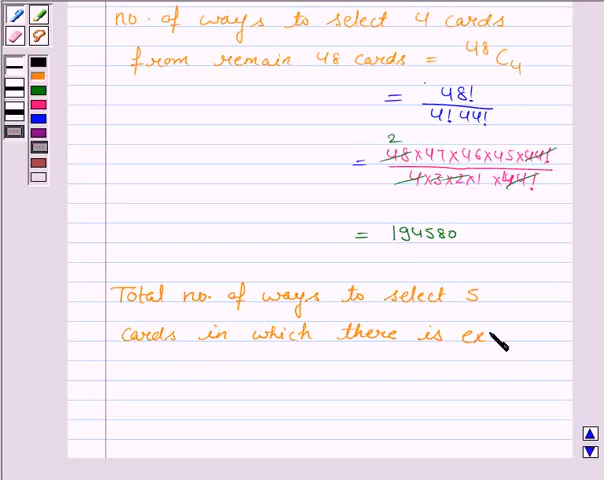 no. of ways to select 4 cards
from remain 48 cards = ⁴⁸C₄
= 48! / 4! 44!
2
= 48×47×46×45×44! / 4×3×2×1×44!
= 194580
Total no. of ways to select 5
cards in which there is ex